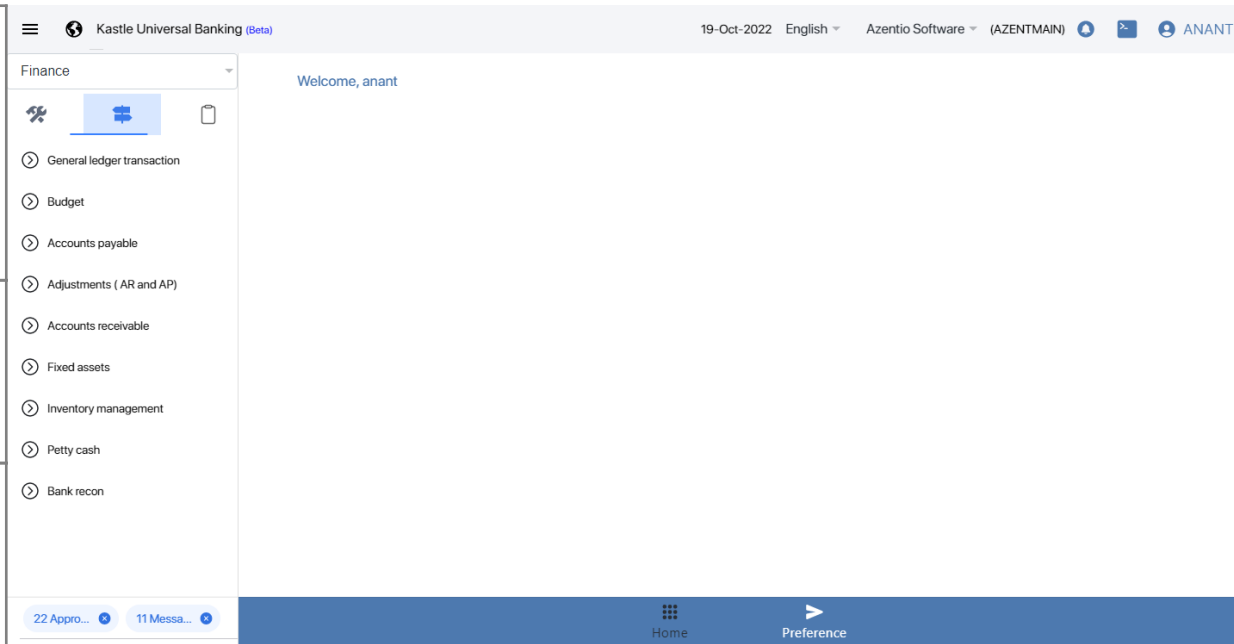 Kastle Universal Banking (Beta) 19-Oct-2022 English Azentio Software (AZENTMAIN) >_ ANANT
Finance
Welcome, anant
General ledger transaction
Budget
Accounts payable
Adjustments ( AR and AP)
Accounts receivable
Fixed assets
Inventory management
Petty cash
Bank recon
22 Appro... 11 Messa...
Home Preference